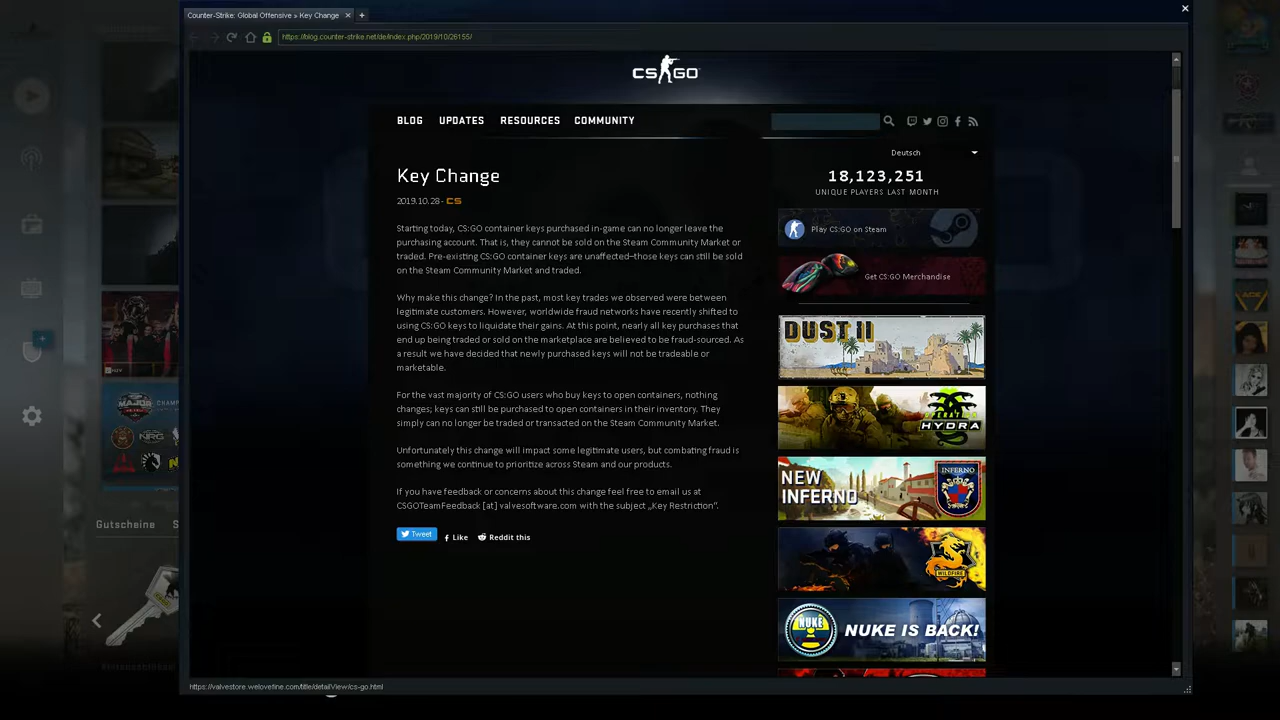 Counter-Strike: Global Offensive » Key Change
https://blog.counter-strike.net/de/index.php/2019/10/26155/
CS GO
BLOG UPDATES RESOURCES COMMUNITY
Deutsch
Key Change
2019.10.28 - CS
Starting today, CS:GO container keys purchased in-game can no longer leave the
purchasing account. That is, they cannot be sold on the Steam Community Market or
traded. Pre-existing CS:GO container keys are unaffected–those keys can still be sold
on the Steam Community Market and traded.
Why make this change? In the past, most key trades we observed were between
legitimate customers. However, worldwide fraud networks have recently shifted to
using CS:GO keys to liquidate their gains. At this point, nearly all key purchases that
end up being traded or sold on the marketplace are believed to be fraud-sourced. As
a result we have decided that newly purchased keys will not be tradeable or
marketable.
For the vast majority of CS:GO users who buy keys to open containers, nothing
changes; keys can still be purchased to open containers in their inventory. They
simply can no longer be traded or transacted on the Steam Community Market.
Unfortunately this change will impact some legitimate users, but combating fraud is
something we continue to prioritize across Steam and our products.
If you have feedback or concerns about this change feel free to email us at
CSGOTeamFeedback [at] valvesoftware.com with the subject „Key Restriction“.
Tweet Like Reddit this
18,123,251
UNIQUE PLAYERS LAST MONTH
Play CS:GO on Steam
Get CS:GO Merchandise
DUST II
OPERATION
HYDRA
NEW
INFERNO
INFERNO
WILDFIRE
NUKE
NUKE IS BACK!
MAJOR
NRG
Gutscheine
https://valvestore.welovefine.com/title/detailView/cs-go.html